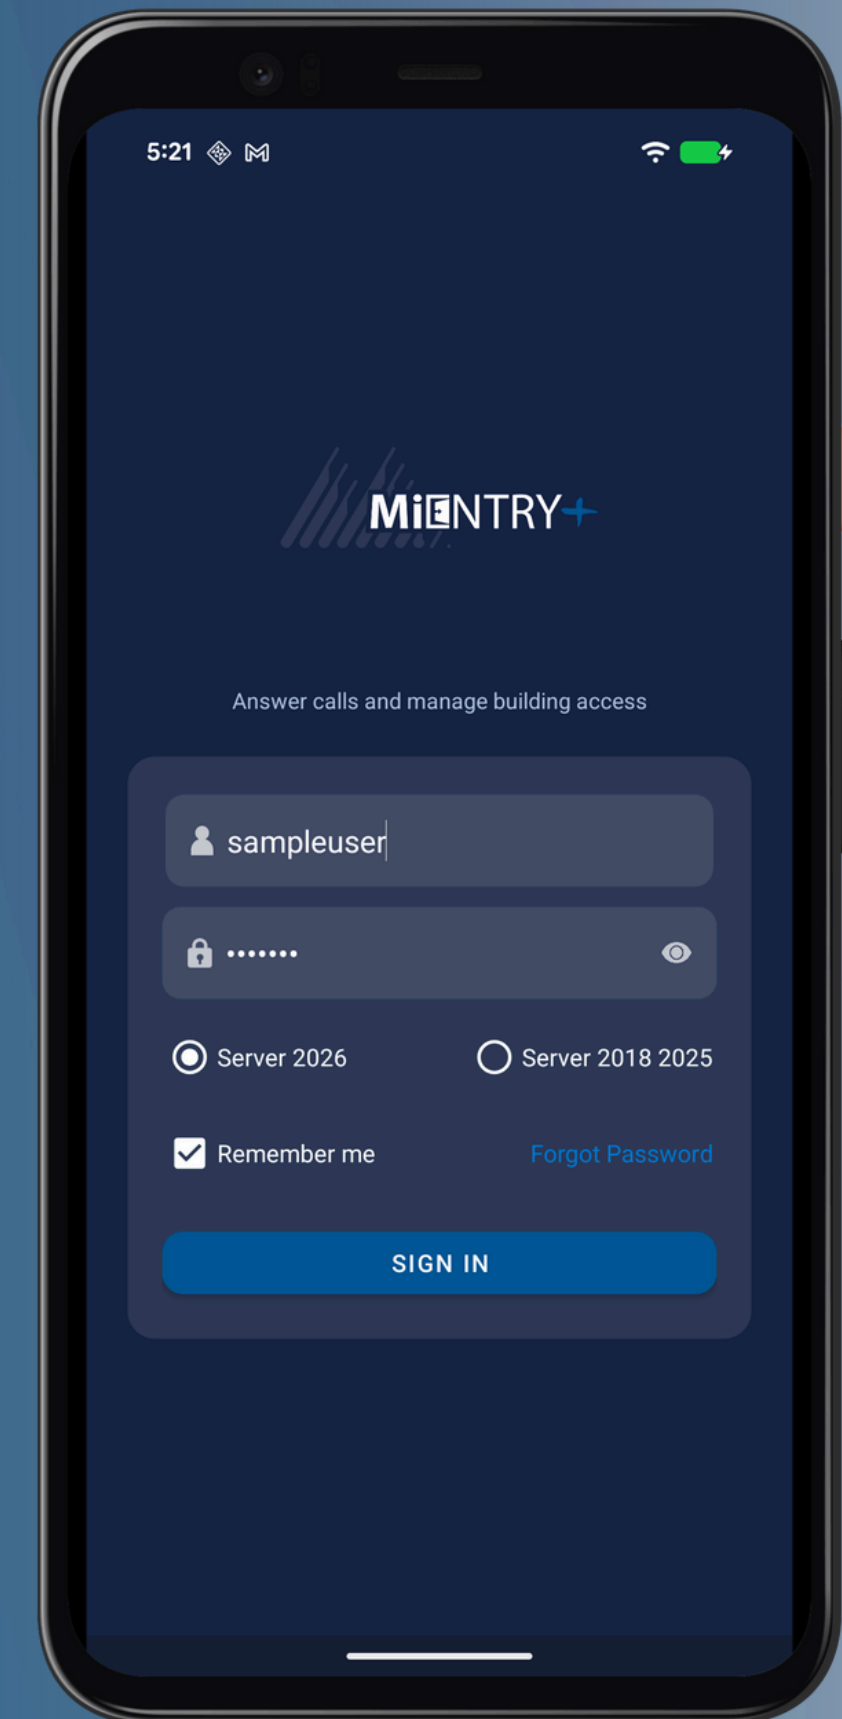 5:21
MiENTRY+
Answer calls and manage building access
sampleuser
•••••••
Server 2026 Server 2018 2025
Remember me Forgot Password
SIGN IN